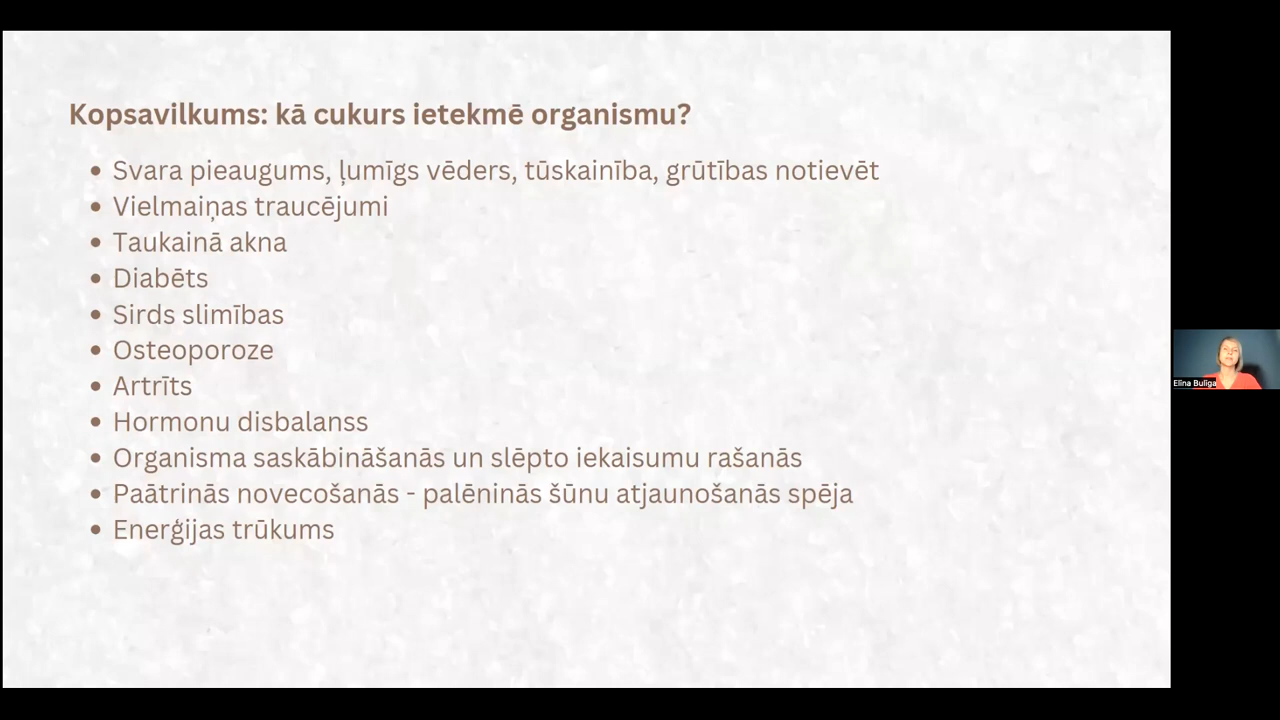 Kopsavilkums: kā cukurs ietekmē organismu?
• Svara pieaugums, ļumīgs vēders, tūskainība, grūtības notievēt
• Vielmaiņas traucējumi
• Taukainā akna
• Diabēts
• Sirds slimības
• Osteoporoze
• Artrīts
• Hormonu disbalanss
• Organisma saskābināšanās un slēpto iekaisumu rašanās
• Paātrinās novecošanās - palēninās šūnu atjaunošanās spēja
• Enerģijas trūkums
Elīna Buliga